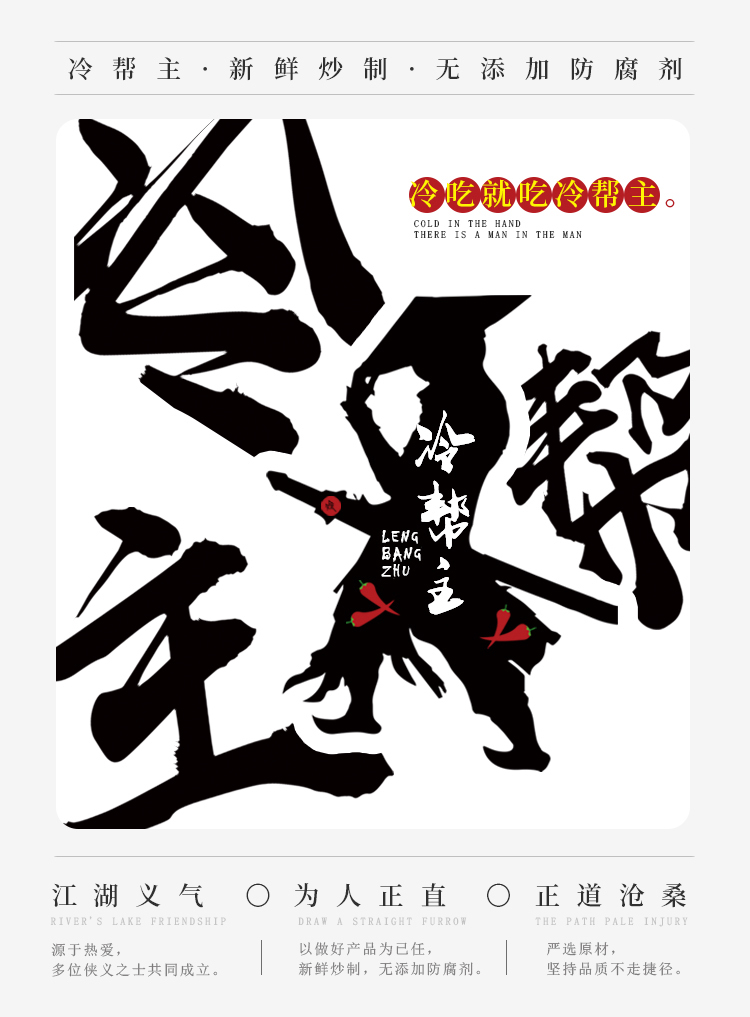 冷帮主·新鲜炒制·无添加防腐剂
冷吃就吃冷帮主。
COLD IN THE HAND
THERE IS A MAN IN THE MAN
冷帮主
冷帮主
LENG
BANG
ZHU
江湖义气 ○ 为人正直 ○ 正道沧桑
RIVER'S LAKE FRIENDSHIP
DRAW A STRAIGHT FURROW
THE PATH PALE INJURY
源于热爱，
多位侠义之士共同成立。
以做好产品为已任，
新鲜炒制，无添加防腐剂。
严选原材，
坚持品质不走捷径。